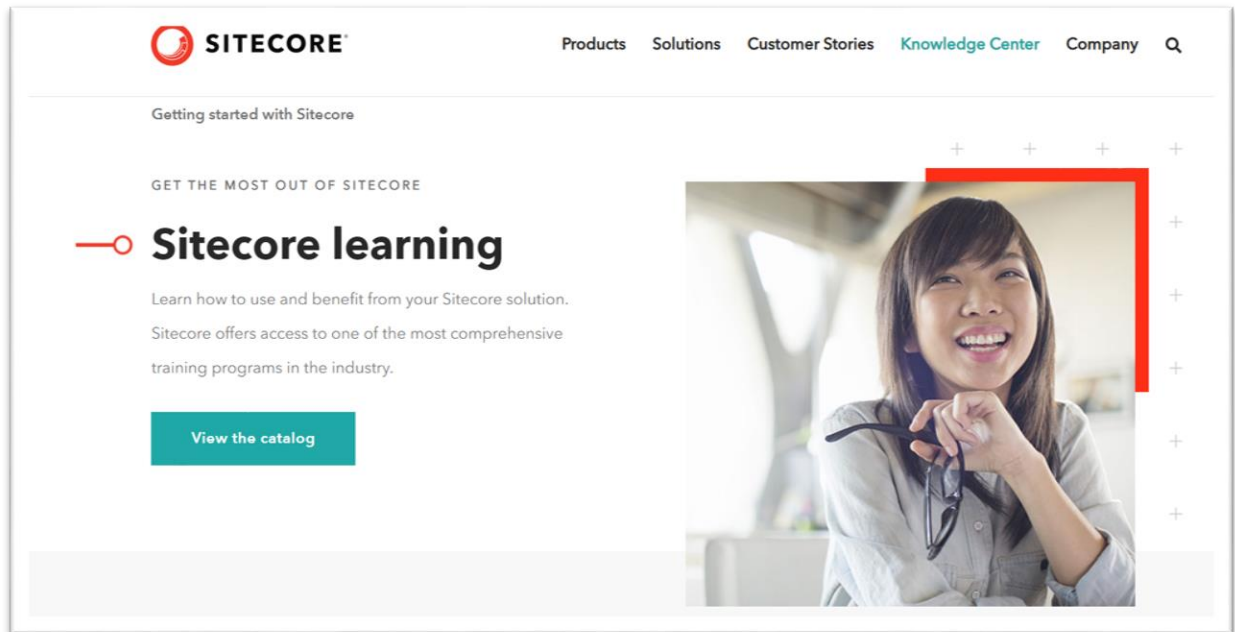 SITECORE
Products Solutions Customer Stories Knowledge Center Company
Getting started with Sitecore
GET THE MOST OUT OF SITECORE
Sitecore learning
Learn how to use and benefit from your Sitecore solution.
Sitecore offers access to one of the most comprehensive
training programs in the industry.
View the catalog